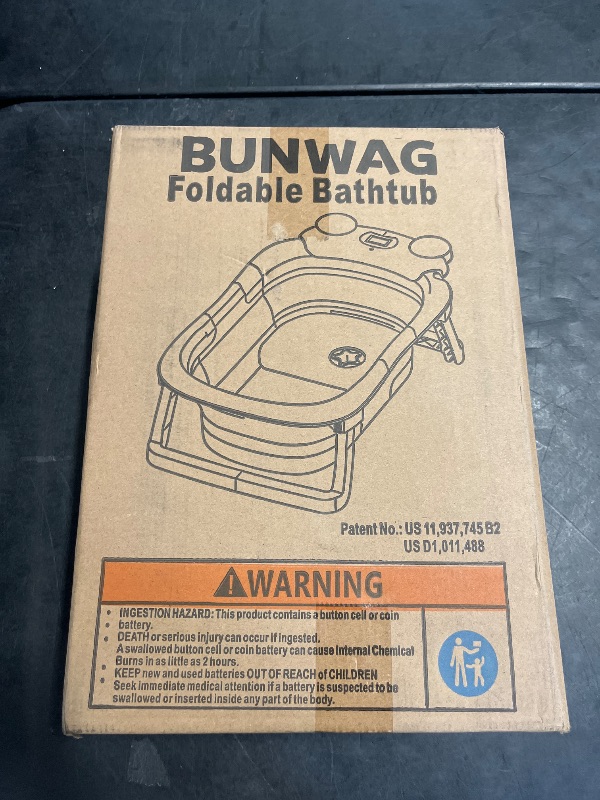 BUNWAG
Foldable Bathtub
Patent No.: US 11,937,745 B2
US D1,011,488
WARNING
• INGESTION HAZARD: This product contains a button cell or coin
• battery.
• DEATH or serious injury can occur if ingested.
A swallowed button cell or coin battery can cause Internal Chemical
Burns in as little as 2 hours.
• KEEP new and used batteries OUT OF REACH of CHILDREN
• Seek immediate medical attention if a battery is suspected to be
swallowed or inserted inside any part of the body.